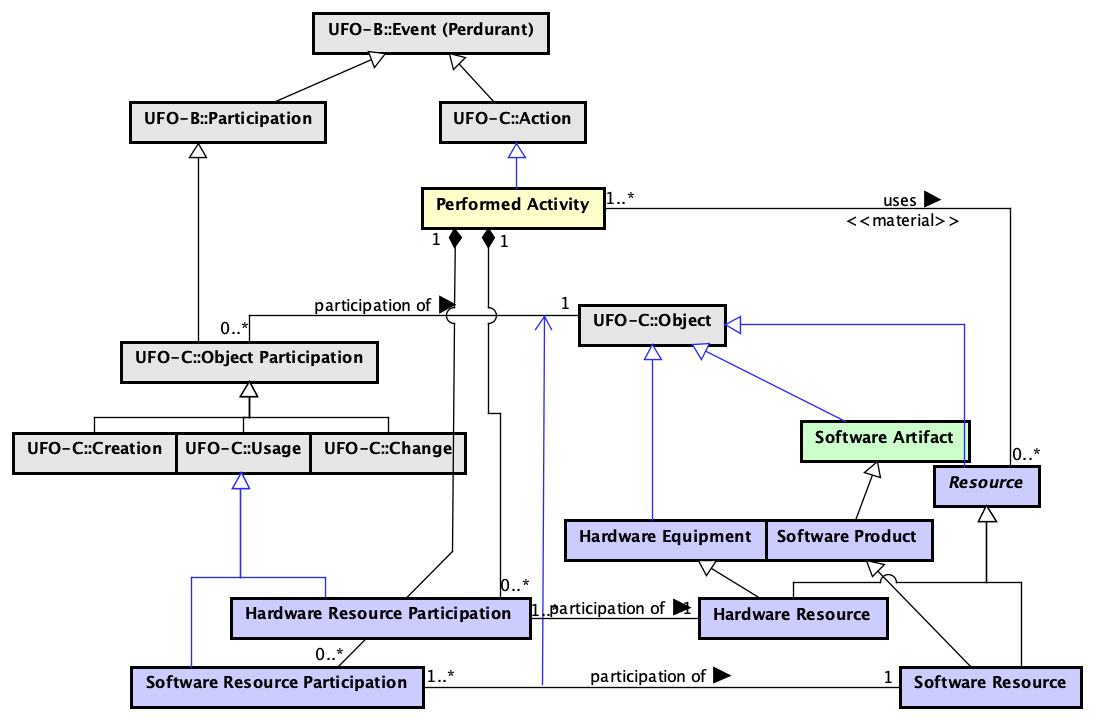 UFO-B::Event (Perdurant)
UFO-B::Participation
UFO-C::Action
Performed Activity
1..*
uses
<<material>>
1
1
participation of
1
0..*
UFO-C::Object
UFO-C::Object Participation
UFO-C::Creation
UFO-C::Usage
UFO-C::Change
Software Artifact
0..*
Resource
Hardware Equipment
Software Product
0..*
Hardware Resource Participation
1..*
participation of
1
Hardware Resource
0..*
Software Resource Participation
1..*
participation of
1
Software Resource